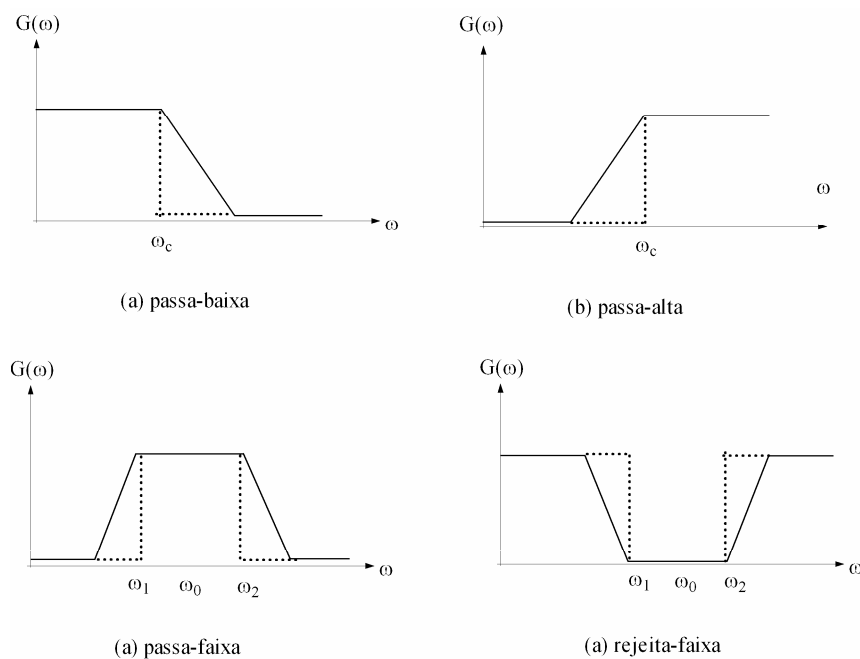 G(ω)
ω
ωc
(a) passa-baixa
G(ω)
ω
ωc
(b) passa-alta
G(ω)
ω
ω1 ω0 ω2
(a) passa-faixa
G(ω)
ω
ω1 ω0 ω2
(a) rejeita-faixa